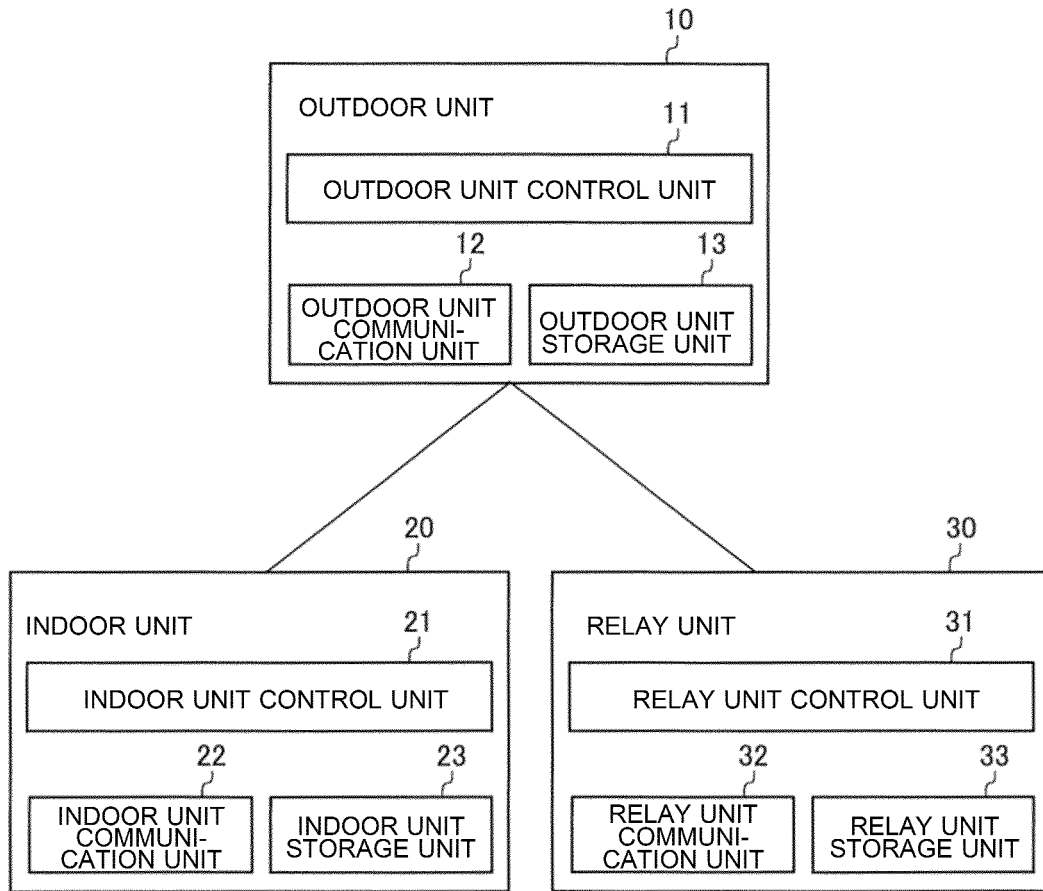 10
OUTDOOR UNIT
11
OUTDOOR UNIT CONTROL UNIT
12
13
OUTDOOR UNIT
COMMUNI-
CATION UNIT
OUTDOOR UNIT
STORAGE UNIT
20
INDOOR UNIT
21
INDOOR UNIT CONTROL UNIT
22
23
INDOOR UNIT
COMMUNI-
CATION UNIT
INDOOR UNIT
STORAGE UNIT
30
RELAY UNIT
31
RELAY UNIT CONTROL UNIT
32
33
RELAY UNIT
COMMUNI-
CATION UNIT
RELAY UNIT
STORAGE UNIT